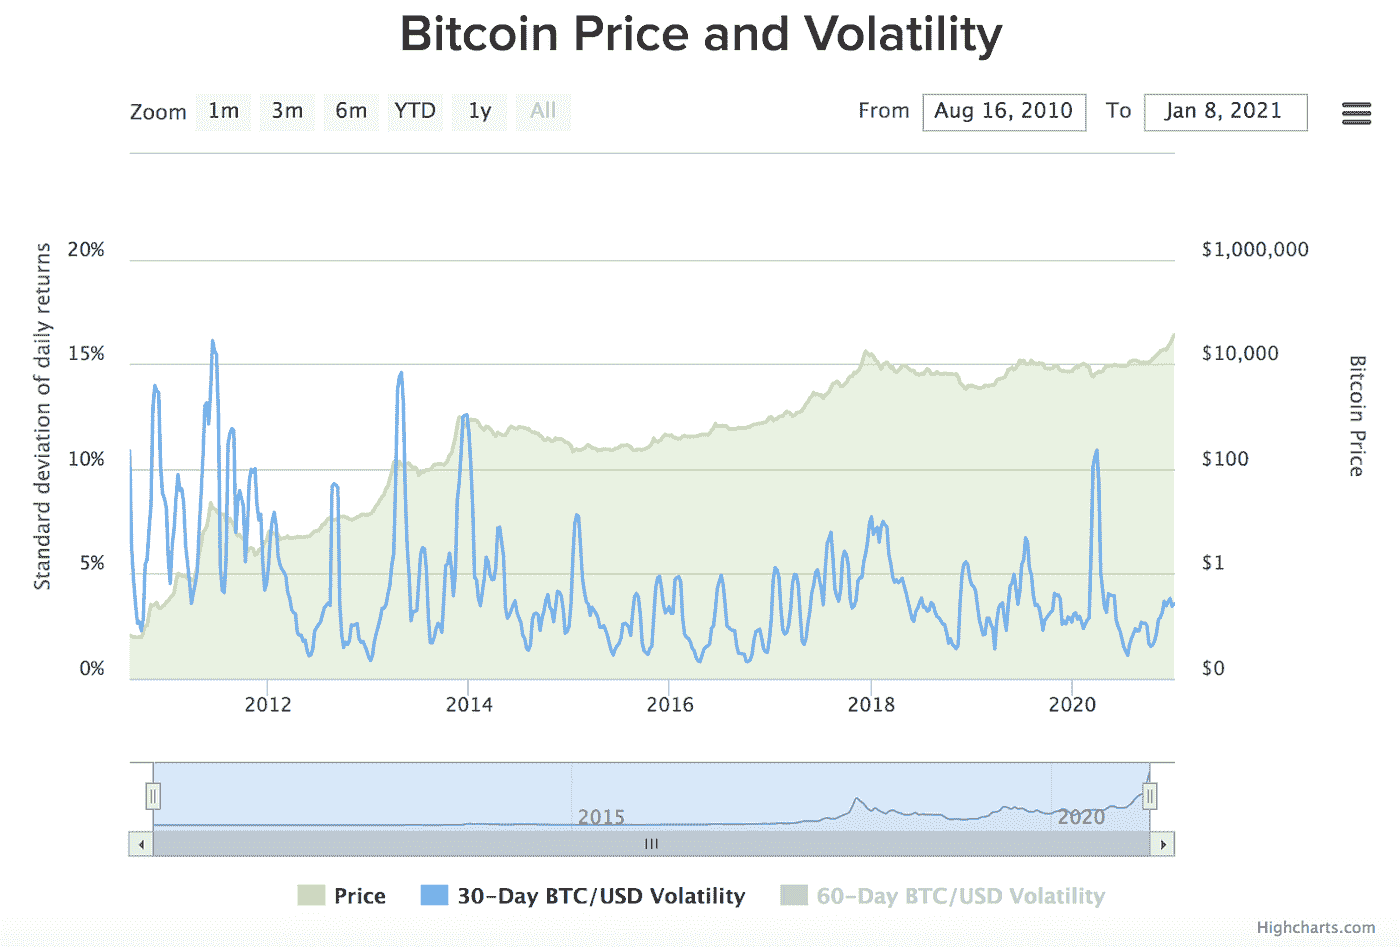 Bitcoin Price and Volatility
Zoom 1m 3m 6m YTD 1y All From Aug 16, 2010 To Jan 8, 2021
Standard deviation of daily returns
20%
15%
10%
5%
0%
$1,000,000
$10,000
$100
$1
$0
Bitcoin Price
2012 2014 2016 2018 2020
2015 2020
Price 30-Day BTC/USD Volatility 60-Day BTC/USD Volatility
Highcharts.com